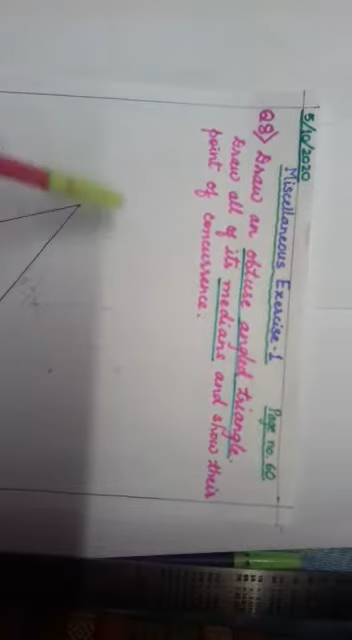 5/10/2020
Miscellaneous Exercise-1 Page no. 60
Q8) Draw an obtuse angled triangle.
Draw all of its medians and show their
point of concurrence.